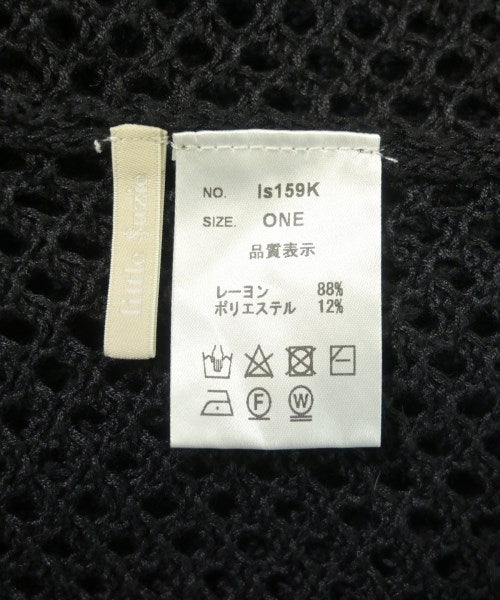 little suzie
NO. ls159K
SIZE. ONE
品質表示
レーヨン 88%
ポリエステル 12%
F W